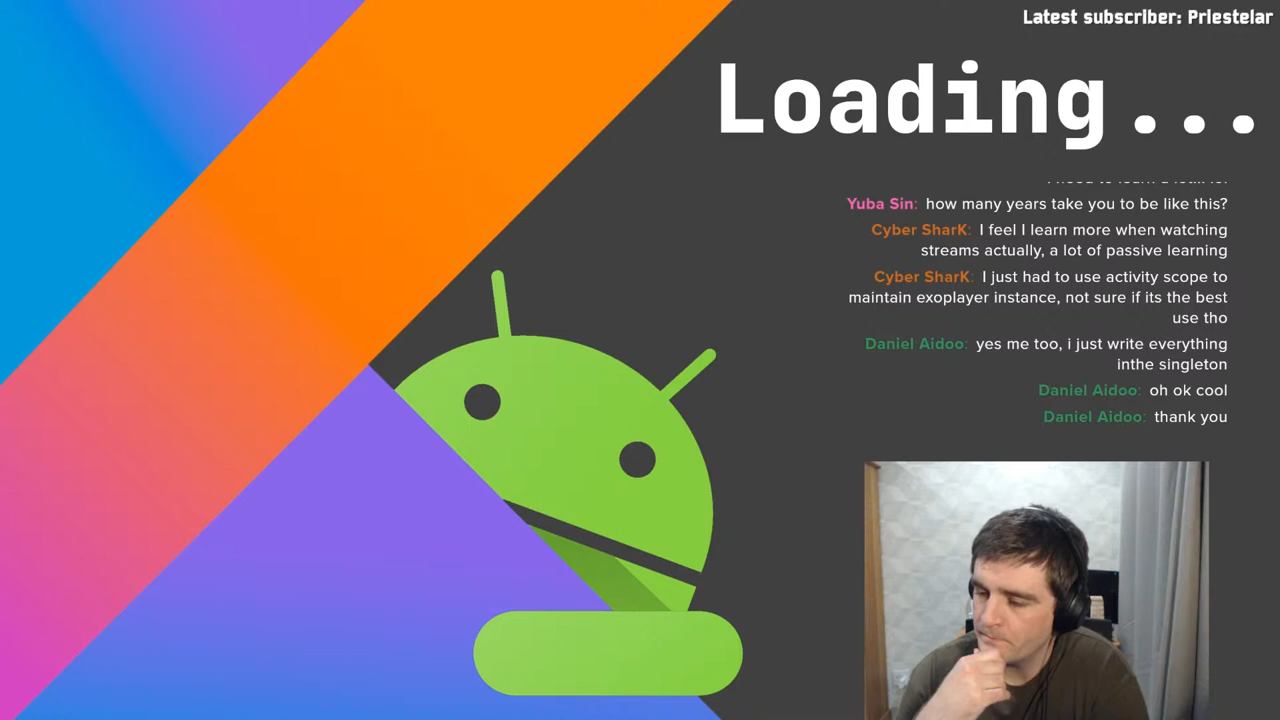 Latest subscriber: Priestelar
Loading...
Yuba Sin: how many years take you to be like this?
Cyber SharK: I feel I learn more when watching
streams actually, a lot of passive learning
Cyber SharK: I just had to use activity scope to
maintain exoplayer instance, not sure if its the best
use tho
Daniel Aidoo: yes me too, i just write everything
inthe singleton
Daniel Aidoo: oh ok cool
Daniel Aidoo: thank you